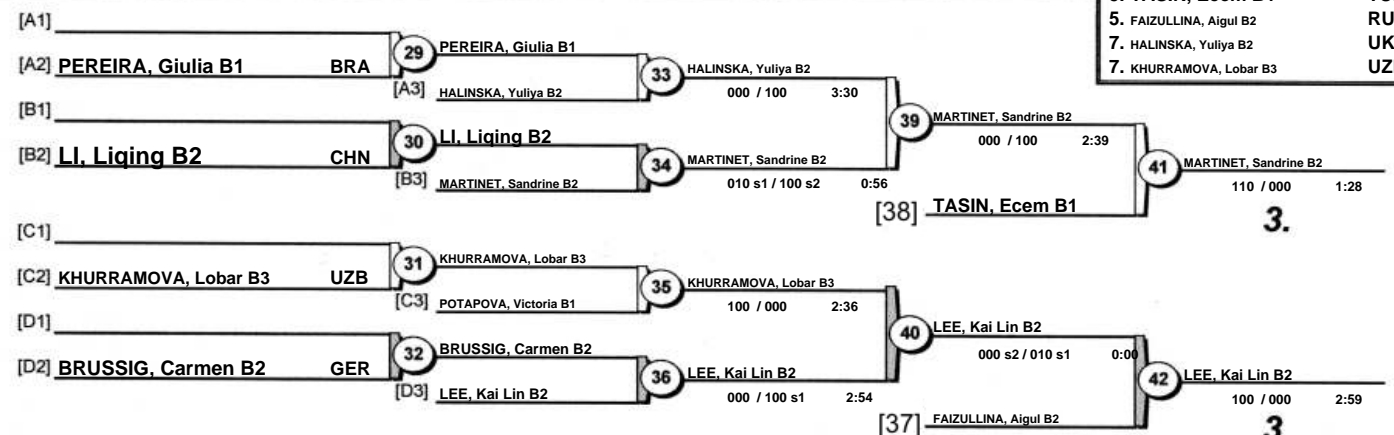 5. FAIZULLINA, Aigul B2 RU
7. HALINSKA, Yuliya B2 UK
7. KHURRAMOVA, Lobar B3 UZ
[A1]
[A2] PEREIRA, Giulia B1 BRA
29
PEREIRA, Giulia B1
[A3] HALINSKA, Yuliya B2
33
HALINSKA, Yuliya B2
000 / 100 3:30
[B1]
[B2] LI, Liqing B2 CHN
30
LI, Liqing B2
[B3] MARTINET, Sandrine B2
34
MARTINET, Sandrine B2
010 s1 / 100 s2 0:56
39
MARTINET, Sandrine B2
000 / 100 2:39
[38] TASIN, Ecem B1
41
MARTINET, Sandrine B2
110 / 000 1:28
3.
[C1]
[C2] KHURRAMOVA, Lobar B3 UZB
31
KHURRAMOVA, Lobar B3
[C3] POTAPOVA, Victoria B1
35
KHURRAMOVA, Lobar B3
100 / 000 2:36
[D1]
[D2] BRUSSIG, Carmen B2 GER
32
BRUSSIG, Carmen B2
[D3] LEE, Kai Lin B2
36
LEE, Kai Lin B2
000 / 100 s1 2:54
40
LEE, Kai Lin B2
000 s2 / 010 s1 0:00
[37] FAIZULLINA, Aigul B2
42
LEE, Kai Lin B2
100 / 000 2:59
3